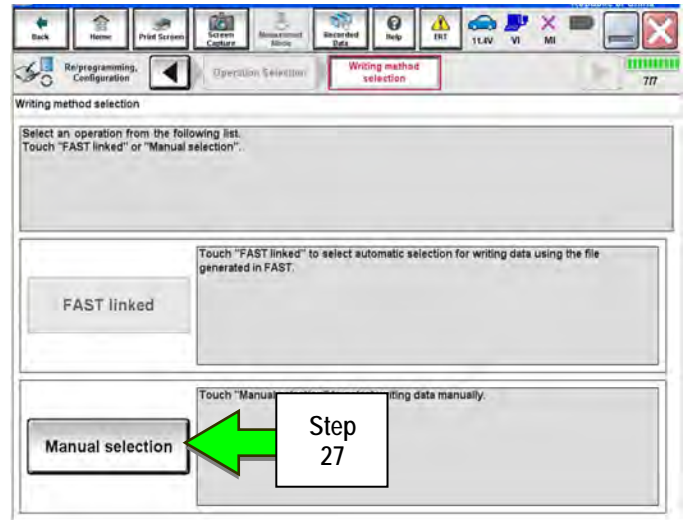 Back
Home
Print Screen
Screen
Capture
Measurement
Mode
Recorded
Data
Help
ERT
11.4V
VI
MI
Re/programming,
Configuration
Operation Selection
Writing method
selection
7/7
Writing method selection
Select an operation from the following list.
Touch "FAST linked" or "Manual selection".
FAST linked
Touch "FAST linked" to select automatic selection for writing data using the file
generated in FAST.
Manual selection
Touch "Manual iting data manually.
Step
27